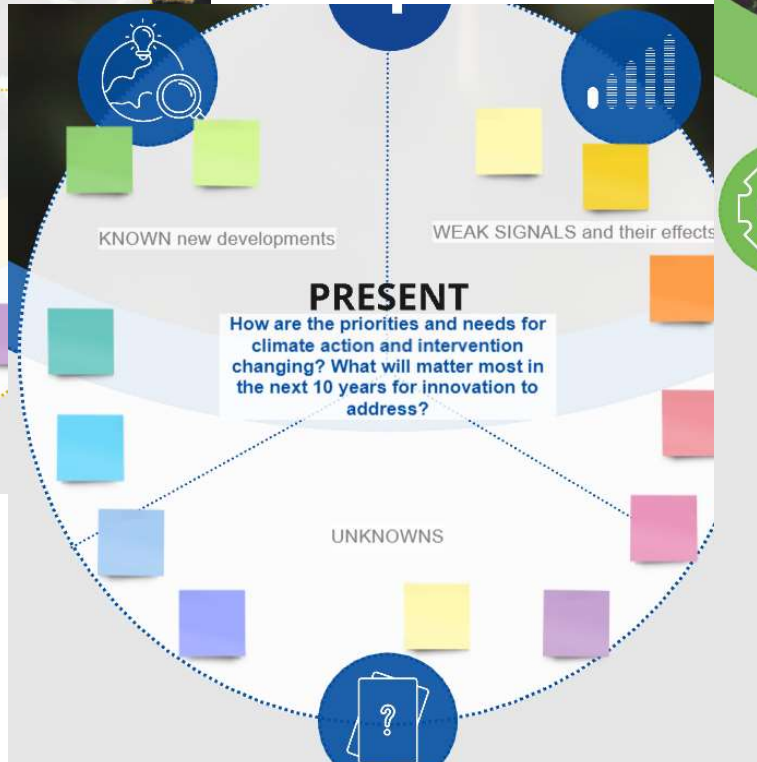 KNOWN new developments
WEAK SIGNALS and their effects
PRESENT
How are the priorities and needs for
climate action and intervention
changing? What will matter most in
the next 10 years for innovation to
address?
UNKNOWNS
?